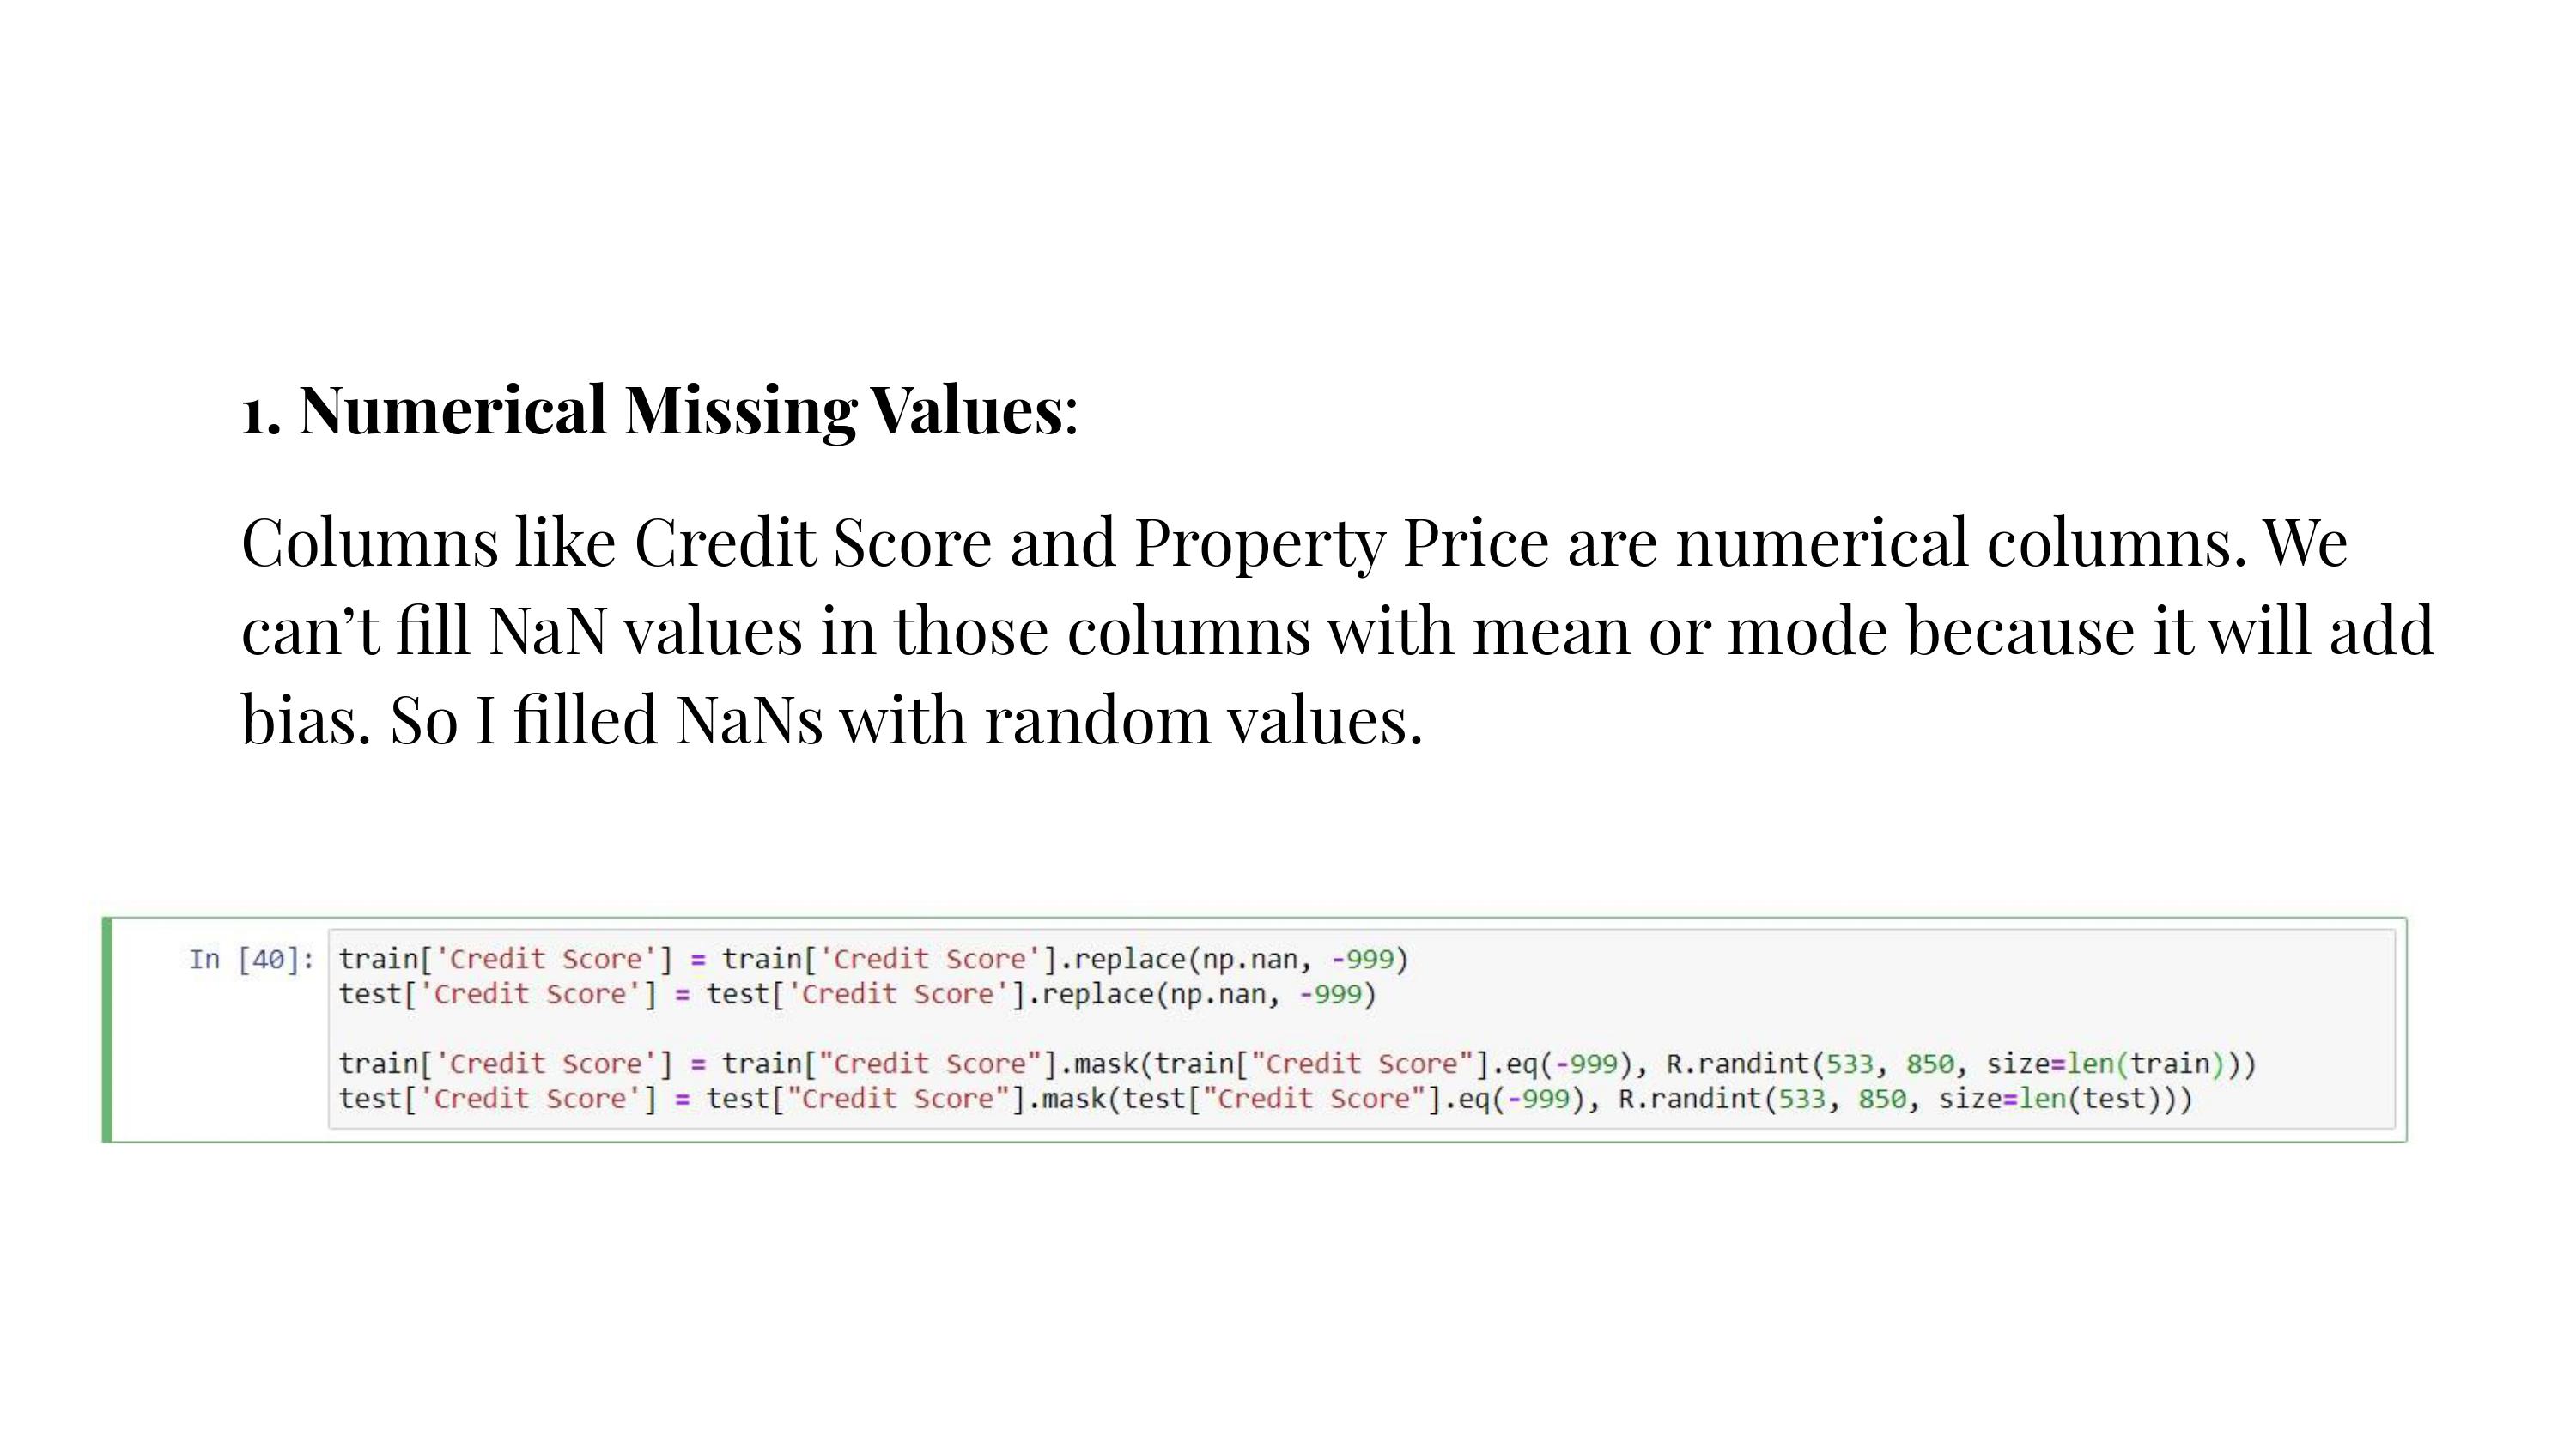 1. Numerical Missing Values:
Columns like Credit Score and Property Price are numerical columns. We
can’t fill NaN values in those columns with mean or mode because it will add
bias. So I filled NaNs with random values.
In [40]: train['Credit Score'] = train['Credit Score'].replace(np.nan, -999)
test['Credit Score'] = test['Credit Score'].replace(np.nan, -999)
train['Credit Score'] = train["Credit Score"].mask(train["Credit Score"].eq(-999), R.randint(533, 850, size=len(train)))
test['Credit Score'] = test["Credit Score"].mask(test["Credit Score"].eq(-999), R.randint(533, 850, size=len(test)))